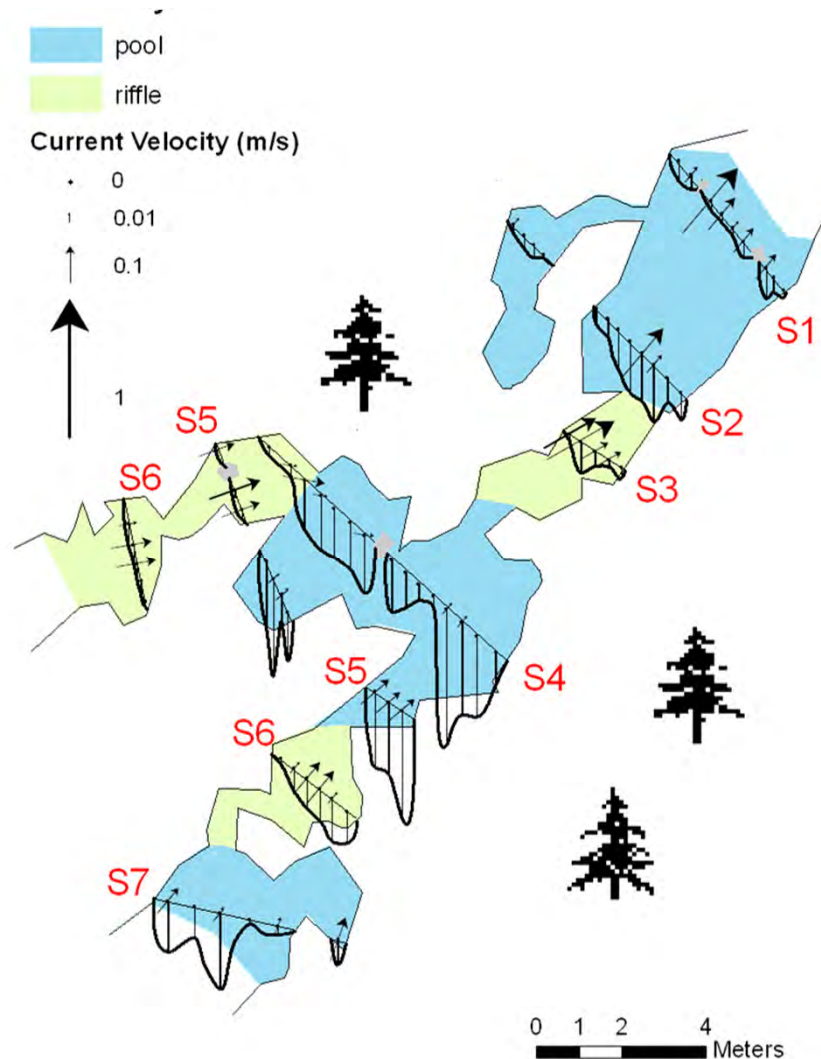 pool
riffle
Current Velocity (m/s)
0
0.01
0.1
1
S1
S2
S3
S5
S6
S4
S5
S6
S7
0 1 2 4
Meters